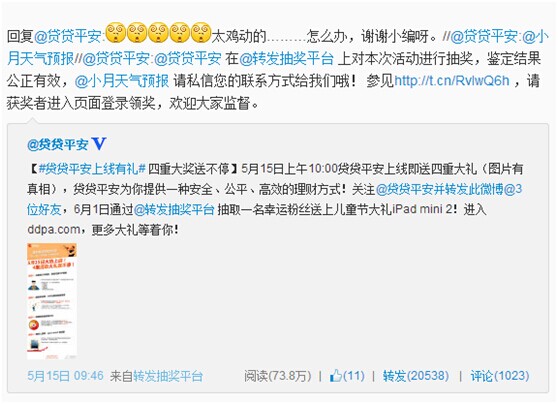 回复@贷贷平安:太鸡动的………怎么办，谢谢小编呀。//@贷贷平安:@小
月天气预报//@贷贷平安:@贷贷平安 在@转发抽奖平台 上对本次活动进行抽奖，鉴定结果
公正有效，@小月天气预报 请私信您的联系方式给我们哦！ 参见http://t.cn/RvlwQ6h ，请
获奖者进入页面登录领奖，欢迎大家监督。
@贷贷平安
【#贷贷平安上线有礼# 四重大奖送不停】5月15日上午10:00贷贷平安上线即送四重大礼（图片有
真相），贷贷平安为你提供一种安全、公平、高效的理财方式！关注@贷贷平安并转发此微博@3
位好友，6月1日通过@转发抽奖平台 抽取一名幸运粉丝送上儿童节大礼iPad mini 2！进入
ddpa.com，更多大礼等着你！
5月15日 09:46 来自转发抽奖平台 阅读(73.8万) | (11) | 转发(20538) | 评论(1023)